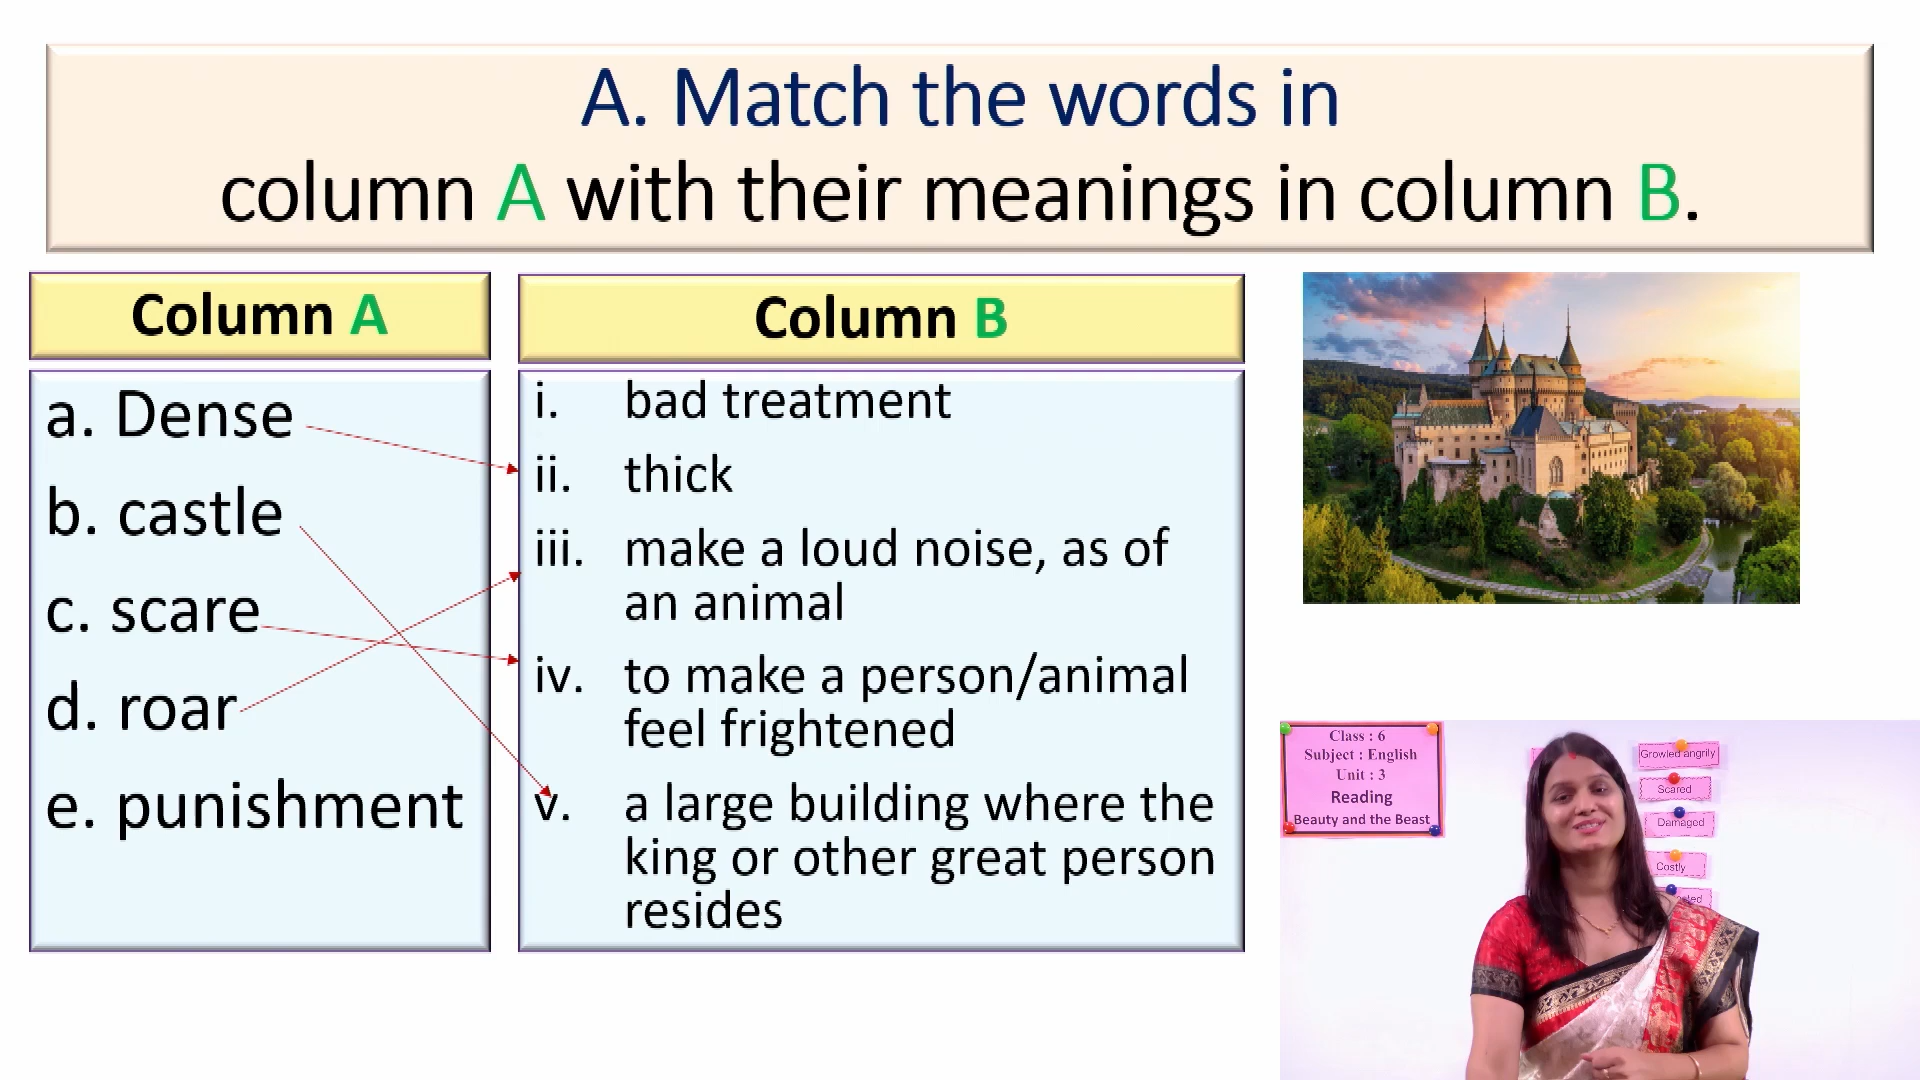 A. Match the words in
column A with their meanings in column B.
Column A
a. Dense
b. castle
c. scare
d. roar
e. punishment
Column B
i. bad treatment
ii. thick
iii. make a loud noise, as of
an animal
iv. to make a person/animal
feel frightened
v. a large building where the
king or other great person
resides
Class : 6
Subject : English
Unit : 3
Reading
Beauty and the Beast
Growled angrily
Scared
Damaged
Costly